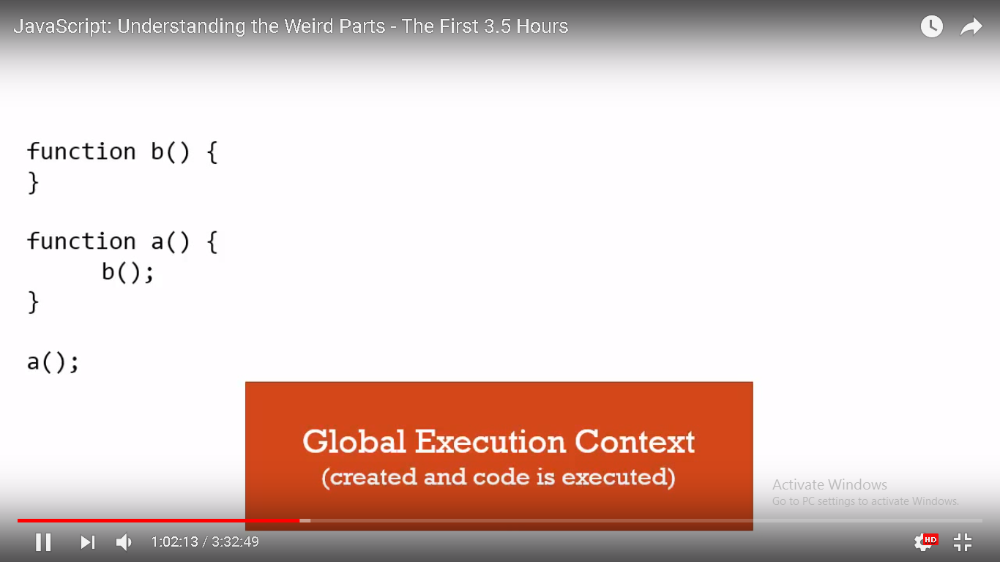 JavaScript: Understanding the Weird Parts - The First 3.5 Hours
function b() {
}
function a() {
b();
}
a();
Global Execution Context
(created and code is executed)
Activate Windows
Go to PC settings to activate Windows.
1:02:13 / 3:32:49
HD